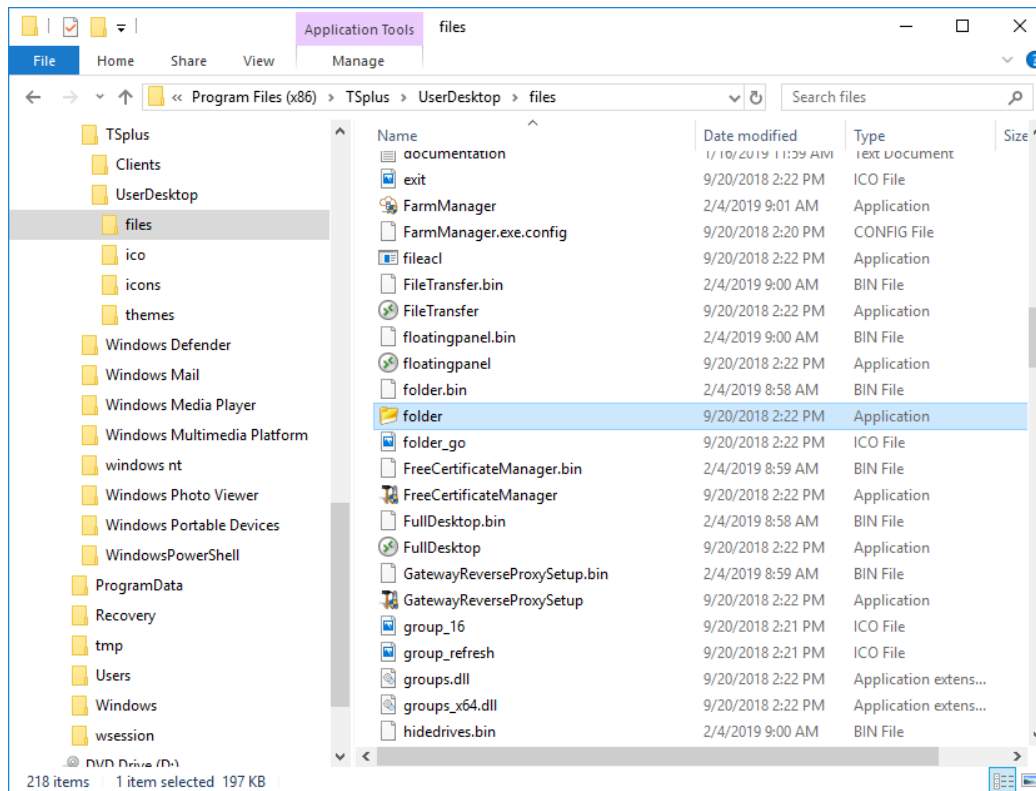 Application Tools files
File Home Share View Manage
« Program Files (x86) › TSplus › UserDesktop › files Search files
TSplus
Clients
UserDesktop
files
ico
icons
themes
Windows Defender
Windows Mail
Windows Media Player
Windows Multimedia Platform
windows nt
Windows Photo Viewer
Windows Portable Devices
WindowsPowerShell
ProgramData
Recovery
tmp
Users
Windows
wsession
DVD Drive (D:)
Name Date modified Type Size
documentation 1/16/2019 11:59 AM Text Document
exit 9/20/2018 2:22 PM ICO File
FarmManager 2/4/2019 9:01 AM Application
FarmManager.exe.config 9/20/2018 2:20 PM CONFIG File
fileacl 9/20/2018 2:22 PM Application
FileTransfer.bin 2/4/2019 9:00 AM BIN File
FileTransfer 9/20/2018 2:22 PM Application
floatingpanel.bin 2/4/2019 9:00 AM BIN File
floatingpanel 9/20/2018 2:22 PM Application
folder.bin 2/4/2019 8:58 AM BIN File
folder 9/20/2018 2:22 PM Application
folder_go 9/20/2018 2:22 PM ICO File
FreeCertificateManager.bin 2/4/2019 8:59 AM BIN File
FreeCertificateManager 9/20/2018 2:22 PM Application
FullDesktop.bin 2/4/2019 8:58 AM BIN File
FullDesktop 9/20/2018 2:22 PM Application
GatewayReverseProxySetup.bin 2/4/2019 8:59 AM BIN File
GatewayReverseProxySetup 9/20/2018 2:22 PM Application
group_16 9/20/2018 2:21 PM ICO File
group_refresh 9/20/2018 2:21 PM ICO File
groups.dll 9/20/2018 2:22 PM Application extens...
groups_x64.dll 9/20/2018 2:22 PM Application extens...
hidedrives.bin 2/4/2019 9:00 AM BIN File
218 items 1 item selected 197 KB